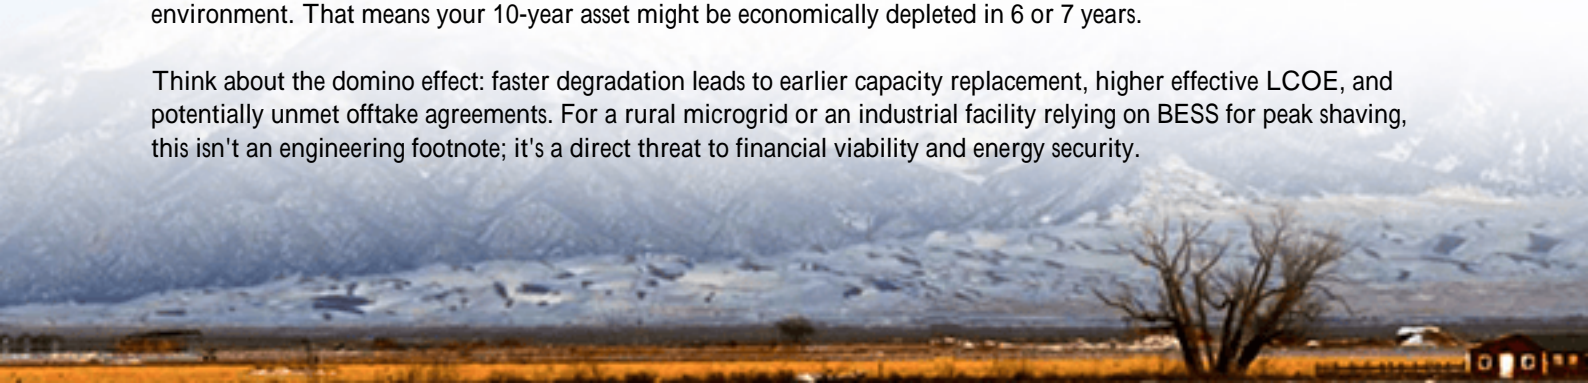 environment. That means your 10-year asset might be economically depleted in 6 or 7 years.
Think about the domino effect: faster degradation leads to earlier capacity replacement, higher effective LCOE, and
potentially unmet offtake agreements. For a rural microgrid or an industrial facility relying on BESS for peak shaving,
this isn't an engineering footnote; it's a direct threat to financial viability and energy security.